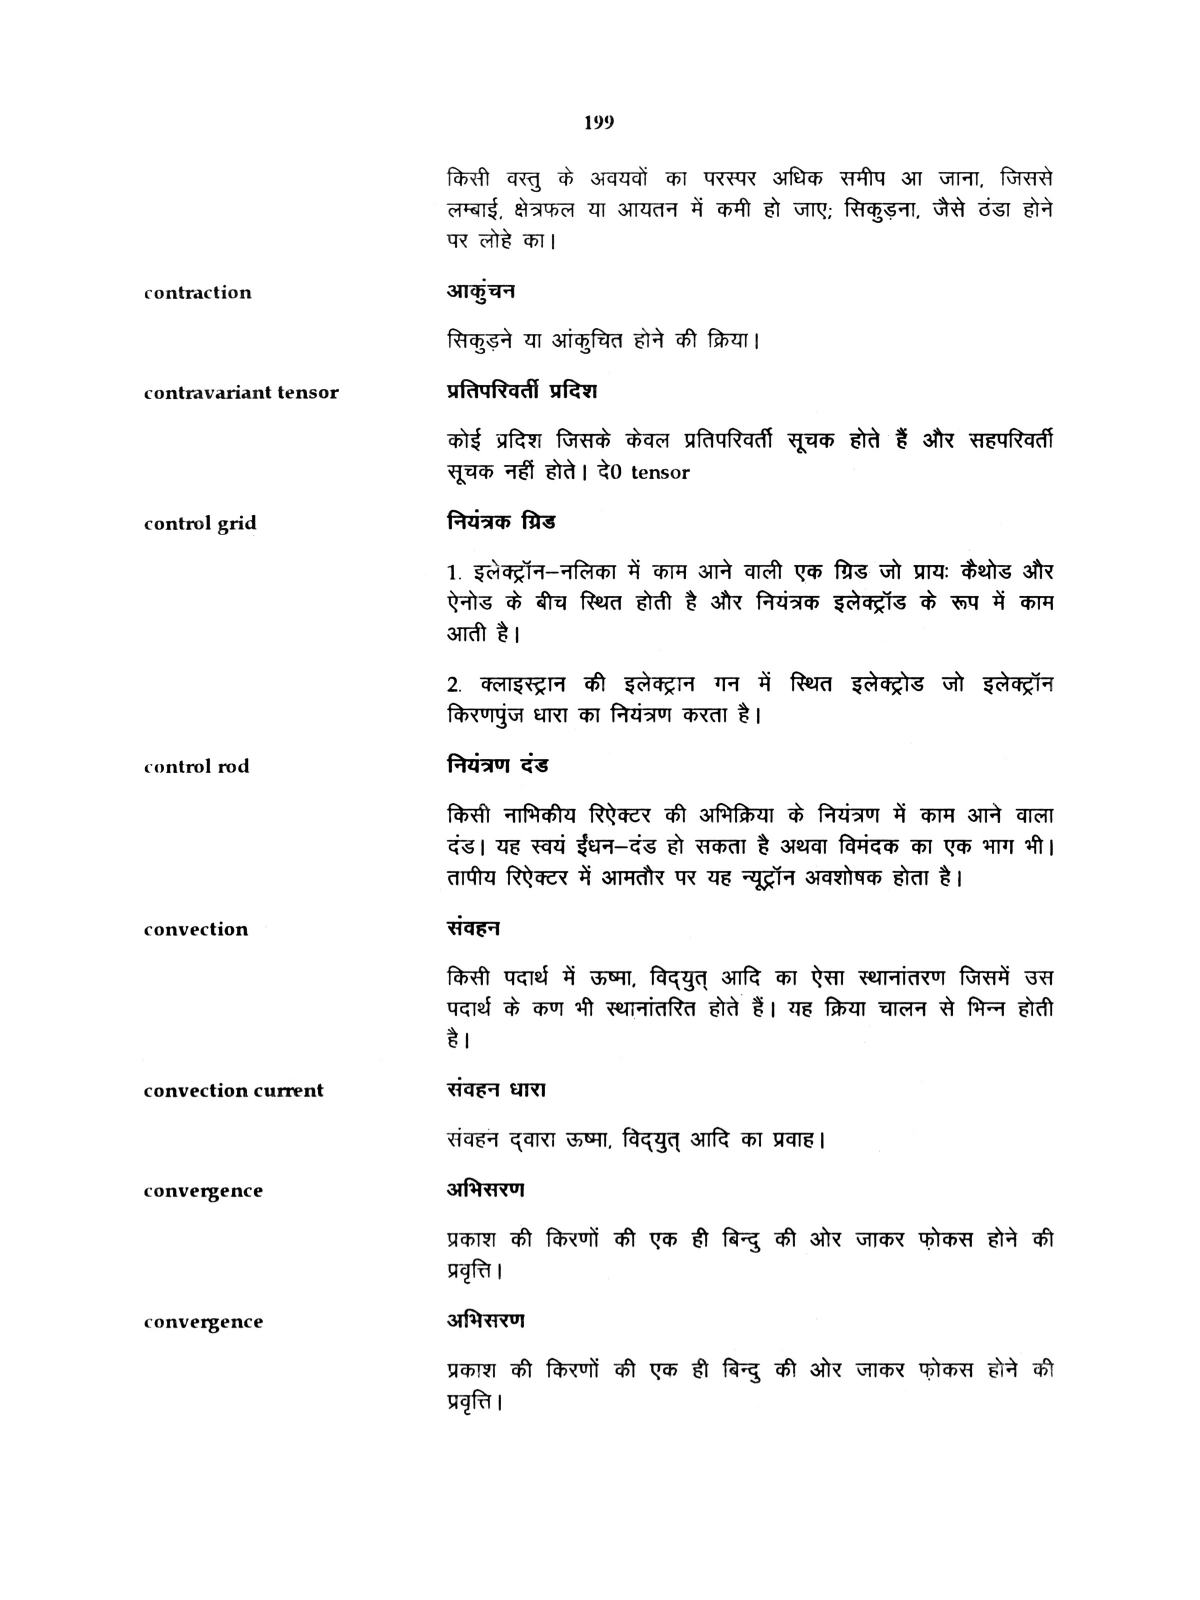 199
किसी वस्तु के अवयवों का परस्पर अधिक समीप आ जाना, जिससे
लम्बाई, क्षेत्रफल या आयतन में कमी हो जाए; सिकुड़ना, जैसे ठंडा होने
पर लोहे का।
contraction आकुंचन
सिकुड़ने या आंकुचित होने की क्रिया।
contravariant tensor प्रतिपरिवर्ती प्रदिश
कोई प्रदिश जिसके केवल प्रतिपरिवर्ती सूचक होते हैं और सहपरिवर्ती
सूचक नहीं होते। दे0 tensor
control grid नियंत्रक ग्रिड
1. इलेक्ट्रॉन–नलिका में काम आने वाली एक ग्रिड जो प्रायः कैथोड और
ऐनोड के बीच स्थित होती है और नियंत्रक इलेक्ट्रॉड के रूप में काम
आती है।
2. क्लाइस्ट्रान की इलेक्ट्रान गन में स्थित इलेक्ट्रोड जो इलेक्ट्रॉन
किरणपुंज धारा का नियंत्रण करता है।
control rod नियंत्रण दंड
किसी नाभिकीय रिऐक्टर की अभिक्रिया के नियंत्रण में काम आने वाला
दंड। यह स्वयं ईंधन–दंड हो सकता है अथवा विमंदक का एक भाग भी।
तापीय रिऐक्टर में आमतौर पर यह न्यूट्रॉन अवशोषक होता है।
convection संवहन
किसी पदार्थ में ऊष्मा, विद्‌युत् आदि का ऐसा स्थानांतरण जिसमें उस
पदार्थ के कण भी स्थानांतरित होते हैं। यह क्रिया चालन से भिन्न होती
है।
convection current संवहन धारा
संवहन द्‌वारा ऊष्मा, विद्‌युत् आदि का प्रवाह।
convergence अभिसरण
प्रकाश की किरणों की एक ही बिन्दु की ओर जाकर फ़ोकस होने की
प्रवृत्ति।
convergence अभिसरण
प्रकाश की किरणों की एक ही बिन्दु की ओर जाकर फ़ोकस होने की
प्रवृत्ति।